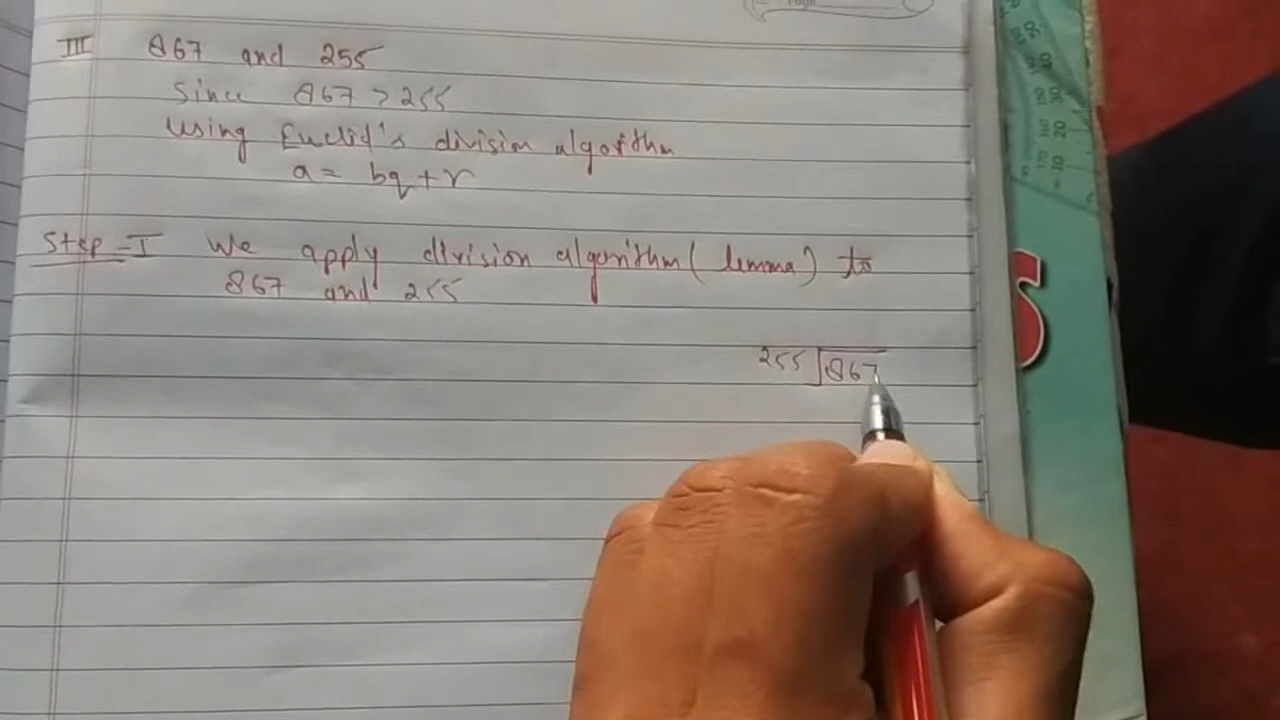 III 867 and 255
Since 867 > 255
Using Euclid's division algorithm
a = bq + r
Step-I We apply division algorithm (lemma) to
867 and 255
255 867